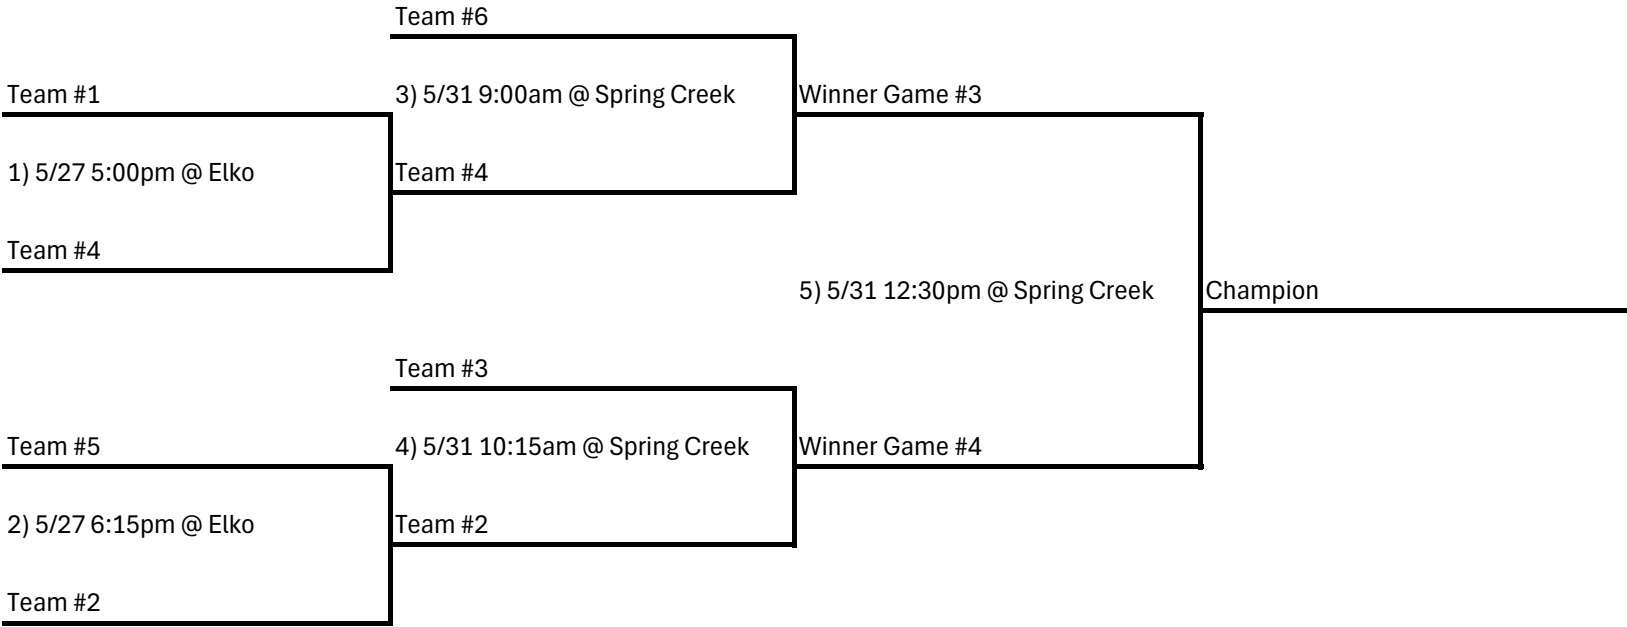 Team #6
Team #1
3) 5/31 9:00am @ Spring Creek
Winner Game #3
1) 5/27 5:00pm @ Elko
Team #4
Team #4
5) 5/31 12:30pm @ Spring Creek
Champion
Team #3
Team #5
4) 5/31 10:15am @ Spring Creek
Winner Game #4
2) 5/27 6:15pm @ Elko
Team #2
Team #2